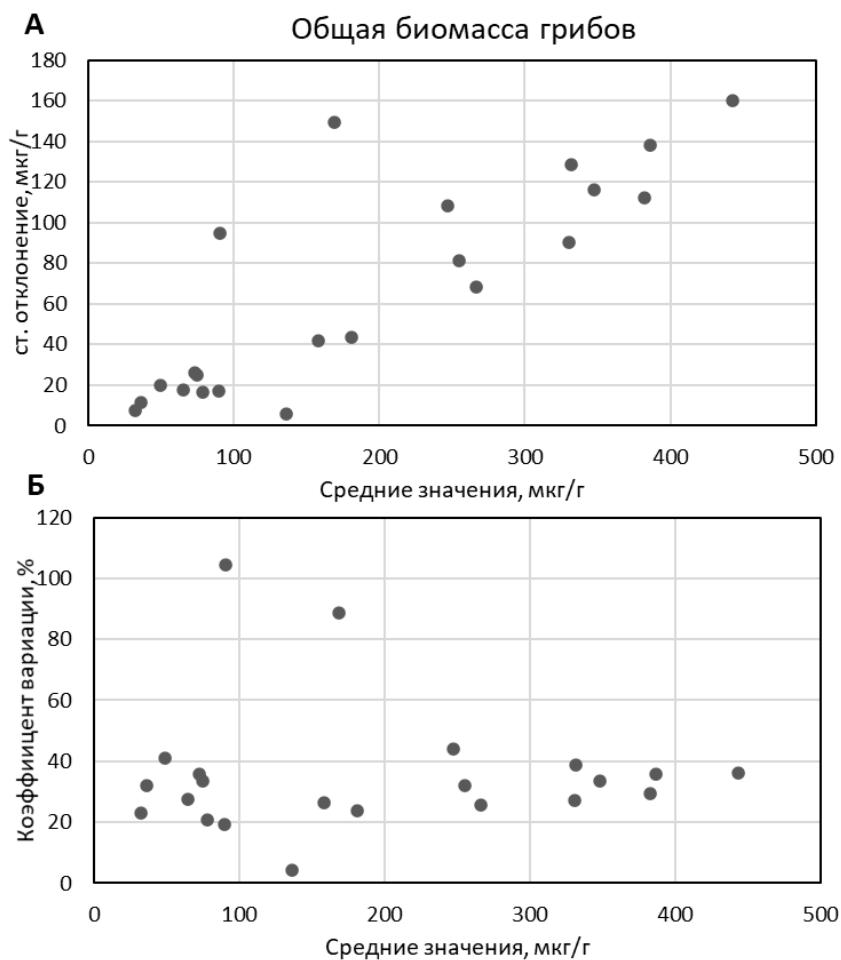 А
Общая биомасса грибов
ст. отклонение, мкг/г
180
160
140
120
100
80
60
40
20
0
0 100 200 300 400 500
Средние значения, мкг/г
Б
Коэффиицент вариации, %
120
100
80
60
40
20
0
0 100 200 300 400 500
Средние значения, мкг/г